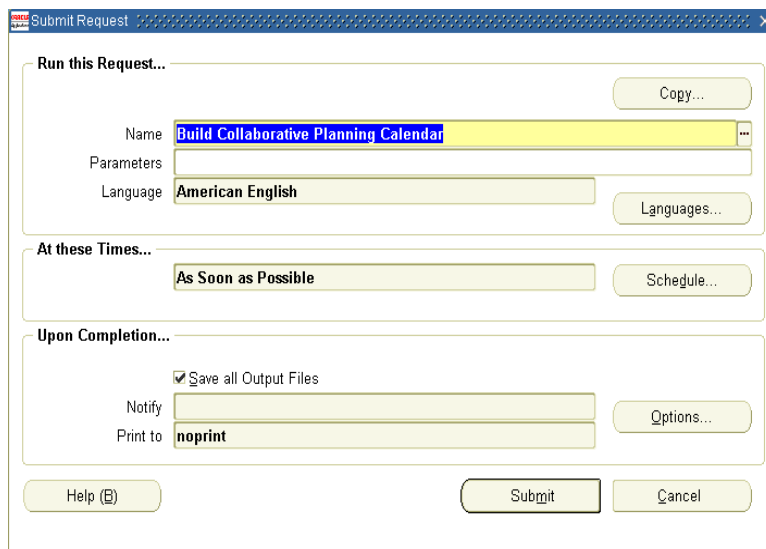 ORACLE
Submit Request
Run this Request...
Copy...
Name Build Collaborative Planning Calendar ...
Parameters
Language American English
Languages...
At these Times...
As Soon as Possible Schedule...
Upon Completion...
Save all Output Files
Notify
Options...
Print to noprint
Help (B) Submit Cancel